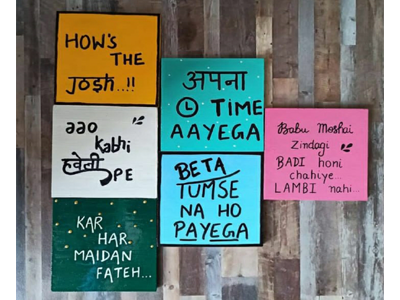 HOW'S
THE
JOSH...!!
aao
Kabhi
हवेली
PE
KAR
HAR
MAIDAN
FATEH...
अपना
TIME
AAYEGA
BETA
TUMSE
NA HO
PAYEGA
Babu Moshai
Zindagi
BADI honi
chahiye...
LAMBI nahi...